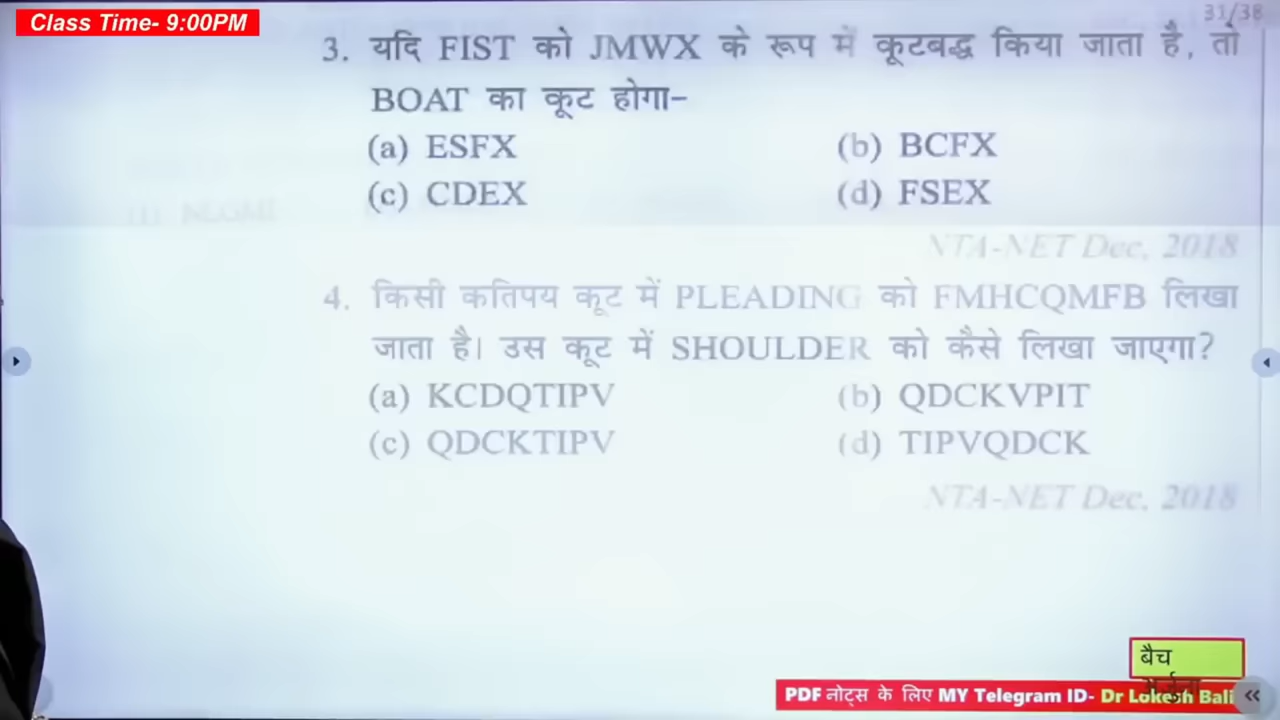 Class Time- 9:00PM
31/38
3. यदि FIST को JMWX के रूप में कूटबद्ध किया जाता है, तो
BOAT का कूट होगा-
(a) ESFX (b) BCFX
(c) CDEX (d) FSEX
NTA-NET Dec, 2018
4. किसी कतिपय कूट में PLEADING को FMHCQMFB लिखा
जाता है। उस कूट में SHOULDER को कैसे लिखा जाएगा?
(a) KCDQTIPV (b) QDCKVPIT
(c) QDCKTIPV (d) TIPVQDCK
NTA-NET Dec, 2018
बैच
PDF नोट्स के लिए MY Telegram ID- Dr Lokesh Bali